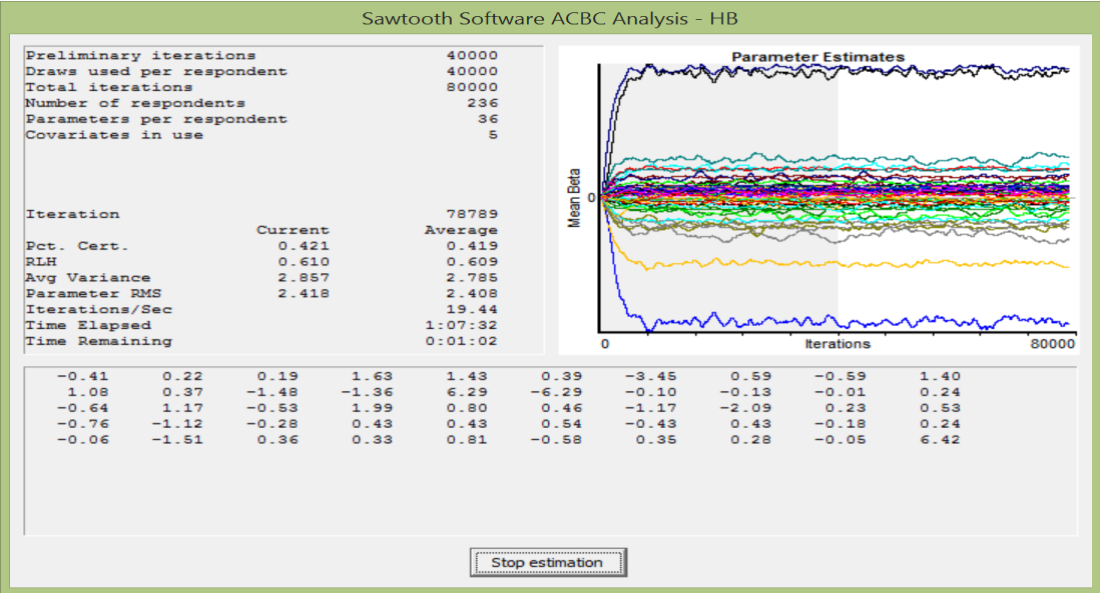 Sawtooth Software ACBC Analysis - HB
Preliminary iterations 40000
Draws used per respondent 40000
Total iterations 80000
Number of respondents 236
Parameters per respondent 36
Covariates in use 5
Iteration 78789
Current Average
Pct. Cert. 0.421 0.419
RLH 0.610 0.609
Avg Variance 2.857 2.785
Parameter RMS 2.418 2.408
Iterations/Sec 19.44
Time Elapsed 1:07:32
Time Remaining 0:01:02
Parameter Estimates
Mean Beta
0
0 Iterations 80000
-0.41 0.22 0.19 1.63 1.43 0.39 -3.45 0.59 -0.59 1.40
1.08 0.37 -1.48 -1.36 6.29 -6.29 -0.10 -0.13 -0.01 0.24
-0.64 1.17 -0.53 1.99 0.80 0.46 -1.17 -2.09 0.23 0.53
-0.76 -1.12 -0.28 0.43 0.43 0.54 -0.43 0.43 -0.18 0.24
-0.06 -1.51 0.36 0.33 0.81 -0.58 0.35 0.28 -0.05 6.42
Stop estimation